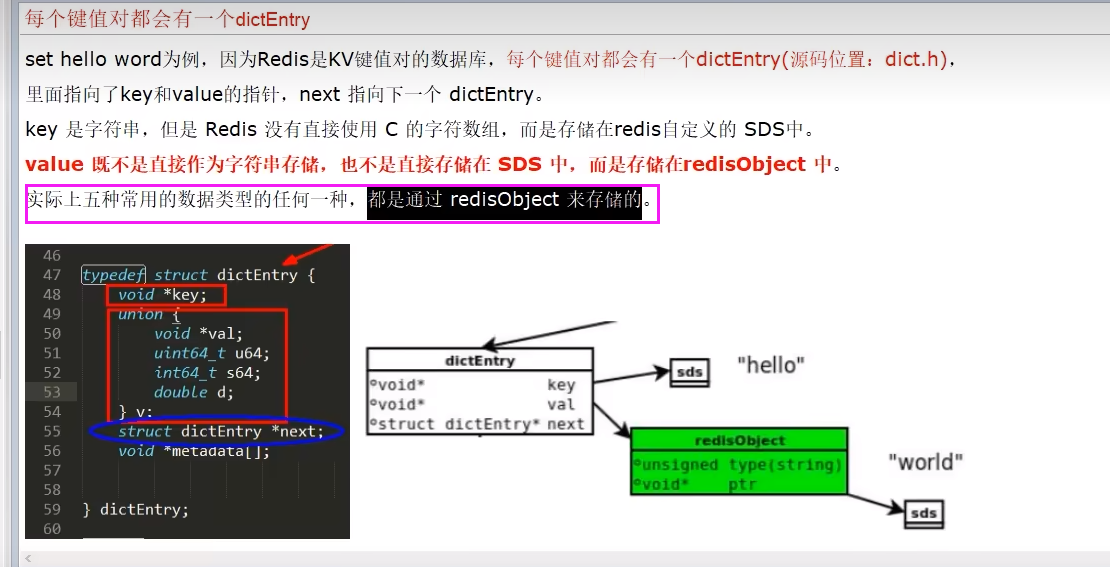 每个键值对都会有一个dictEntry
set hello word为例，因为Redis是KV键值对的数据库，每个键值对都会有一个dictEntry(源码位置：dict.h)，
里面指向了key和value的指针，next 指向下一个 dictEntry。
key 是字符串，但是 Redis 没有直接使用 C 的字符数组，而是存储在redis自定义的 SDS中。
value 既不是直接作为字符串存储，也不是直接存储在 SDS 中，而是存储在redisObject 中。
实际上五种常用的数据类型的任何一种，都是通过 redisObject 来存储的。
46
47 typedef struct dictEntry {
48 void *key;
49 union {
50 void *val;
51 uint64_t u64;
52 int64_t s64;
53 double d;
54 } v;
55 struct dictEntry *next;
56 void *metadata[];
57
58
59 } dictEntry;
60
dictEntry
void* key
void* val
struct dictEntry* next
sds "hello"
redisObject
unsigned type(string)
void* ptr
"world"
sds